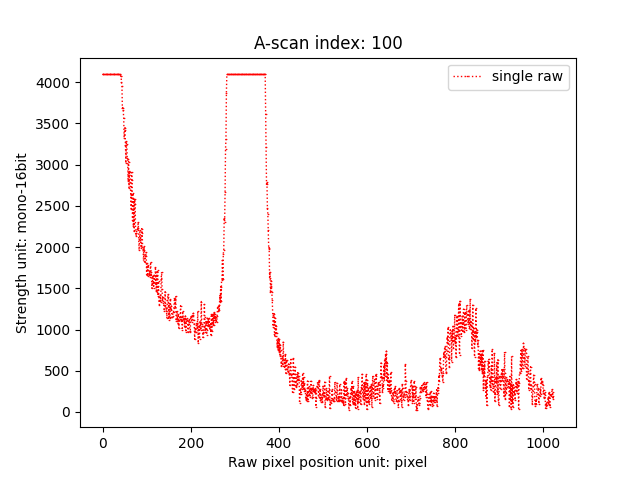 A-scan index: 100
single raw
Strength unit: mono-16bit
4000
3500
3000
2500
2000
1500
1000
500
0
0 200 400 600 800 1000
Raw pixel position unit: pixel